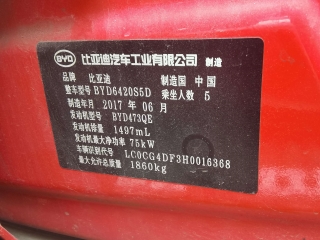 BYD 比亚迪汽车工业有限公司 制造
品牌 比亚迪 制造国 中国
整车型号 BYD6420S5D 乘坐人数 5
制造年月 2017 年 06 月
发动机型号 BYD473QE
发动机排量 1497mL
发动机最大净功率 75kW
车辆识别代号 LC0CG4DF3H0016368
最大允许总质量 1860kg